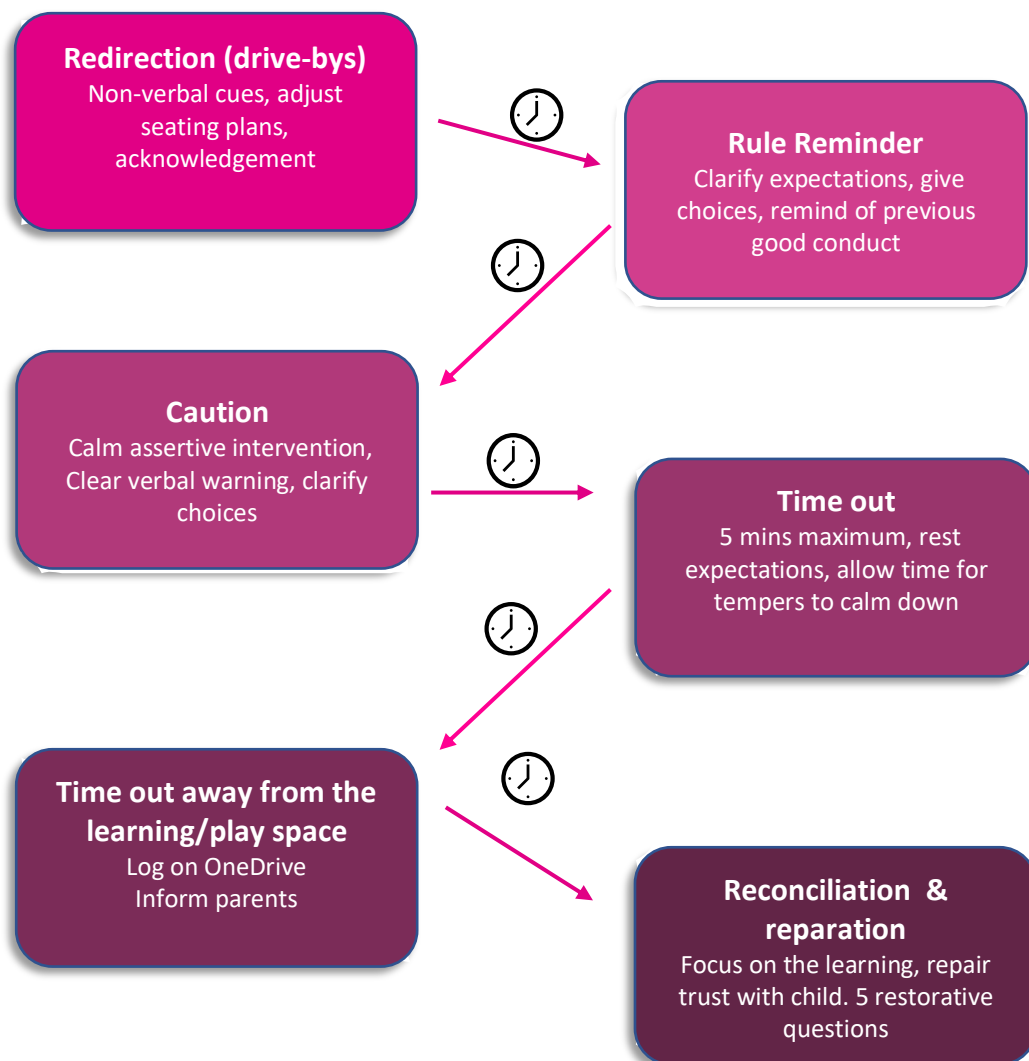 Redirection (drive-bys)
Non-verbal cues, adjust
seating plans,
acknowledgement
Rule Reminder
Clarify expectations, give
choices, remind of previous
good conduct
Caution
Calm assertive intervention,
Clear verbal warning, clarify
choices
Time out
5 mins maximum, rest
expectations, allow time for
tempers to calm down
Time out away from the
learning/play space
Log on OneDrive
Inform parents
Reconciliation &
reparation
Focus on the learning, repair
trust with child. 5 restorative
questions